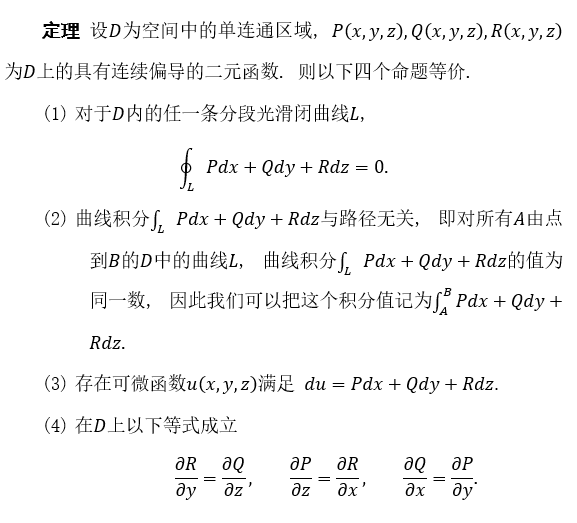 定理 设D为空间中的单连通区域, P(x,y,z),Q(x,y,z),R(x,y,z)
为D上的具有连续偏导的二元函数. 则以下四个命题等价.
(1) 对于D内的任一条分段光滑闭曲线L,
∮_L Pdx + Qdy + Rdz = 0.
(2) 曲线积分∫_L Pdx + Qdy + Rdz与路径无关, 即对所有A由点
到B的D中的曲线L, 曲线积分∫_L Pdx + Qdy + Rdz的值为
同一数, 因此我们可以把这个积分值记为∫_A^B Pdx + Qdy +
Rdz.
(3) 存在可微函数u(x,y,z)满足 du = Pdx + Qdy + Rdz.
(4) 在D上以下等式成立
∂R/∂y = ∂Q/∂z, ∂P/∂z = ∂R/∂x, ∂Q/∂x = ∂P/∂y.